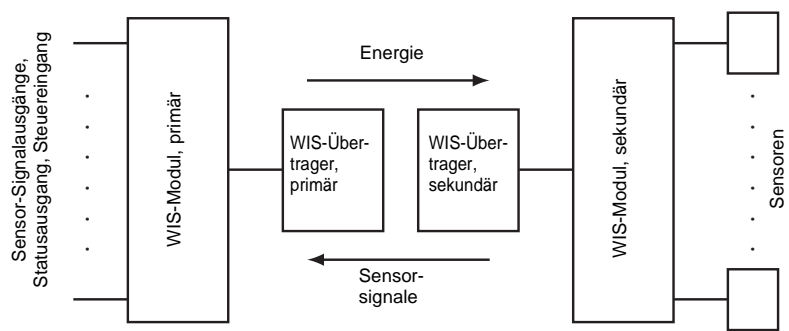 Sensor-Signalausgänge,
Statusausgang, Steuereingang
WIS-Modul, primär
Energie
WIS-Über-
trager,
primär
WIS-Über-
trager,
sekundär
Sensor-
signale
WIS-Modul, sekundär
Sensoren